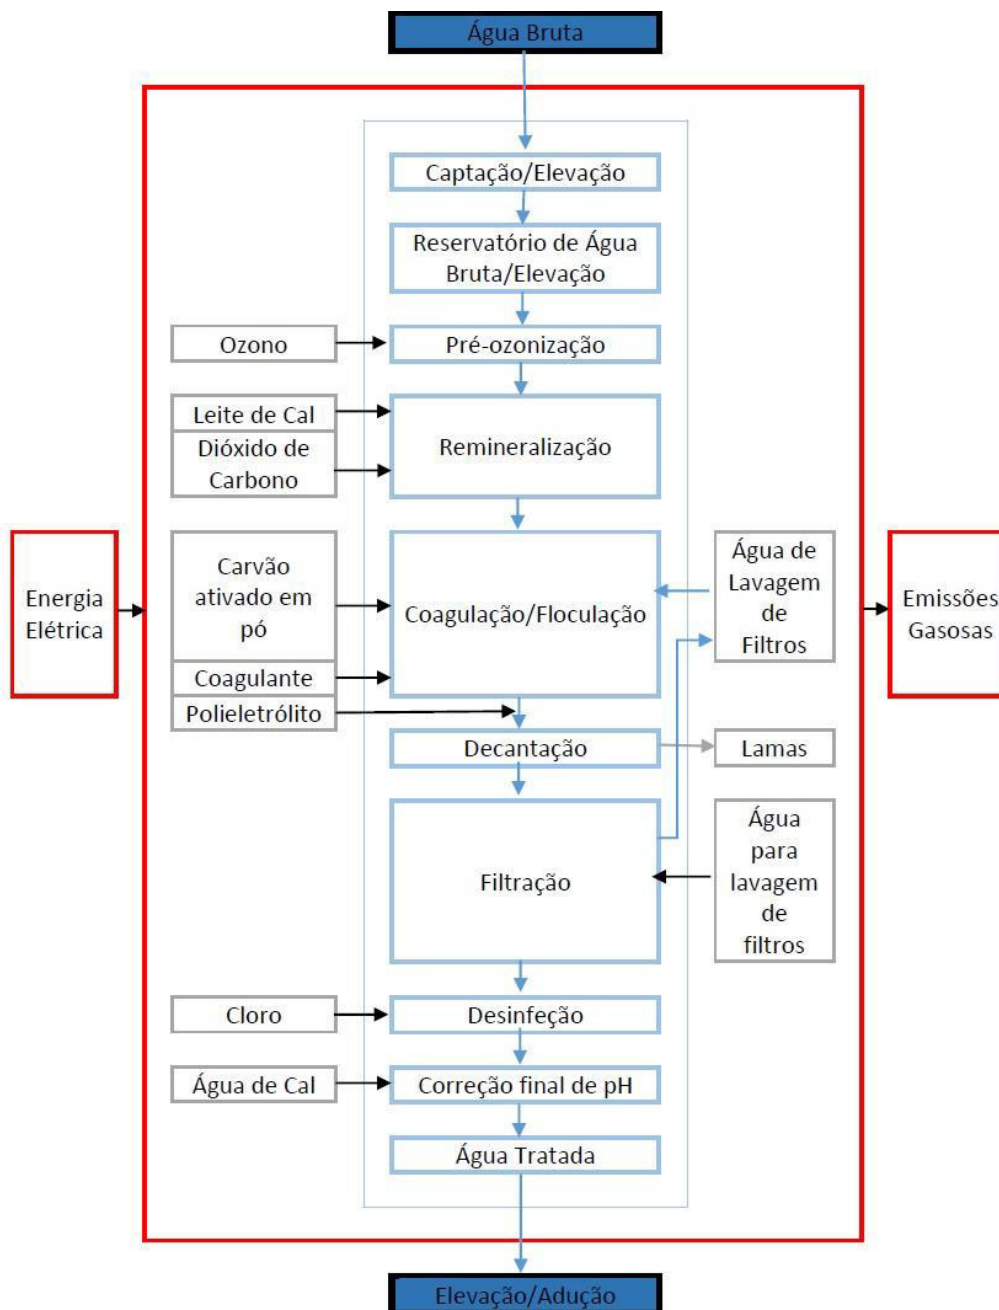 Água Bruta
Captação/Elevação
Reservatório de Água
Bruta/Elevação
Ozono
Pré-ozonização
Leite de Cal
Dióxido de
Carbono
Remineralização
Energia
Elétrica
Carvão
ativado em
pó
Coagulante
Polieletrólito
Coagulação/Floculação
Água de
Lavagem
de
Filtros
Emissões
Gasosas
Decantação
Lamas
Filtração
Água
para
lavagem
de
filtros
Cloro
Desinfeção
Água de Cal
Correção final de pH
Água Tratada
Elevação/Adução